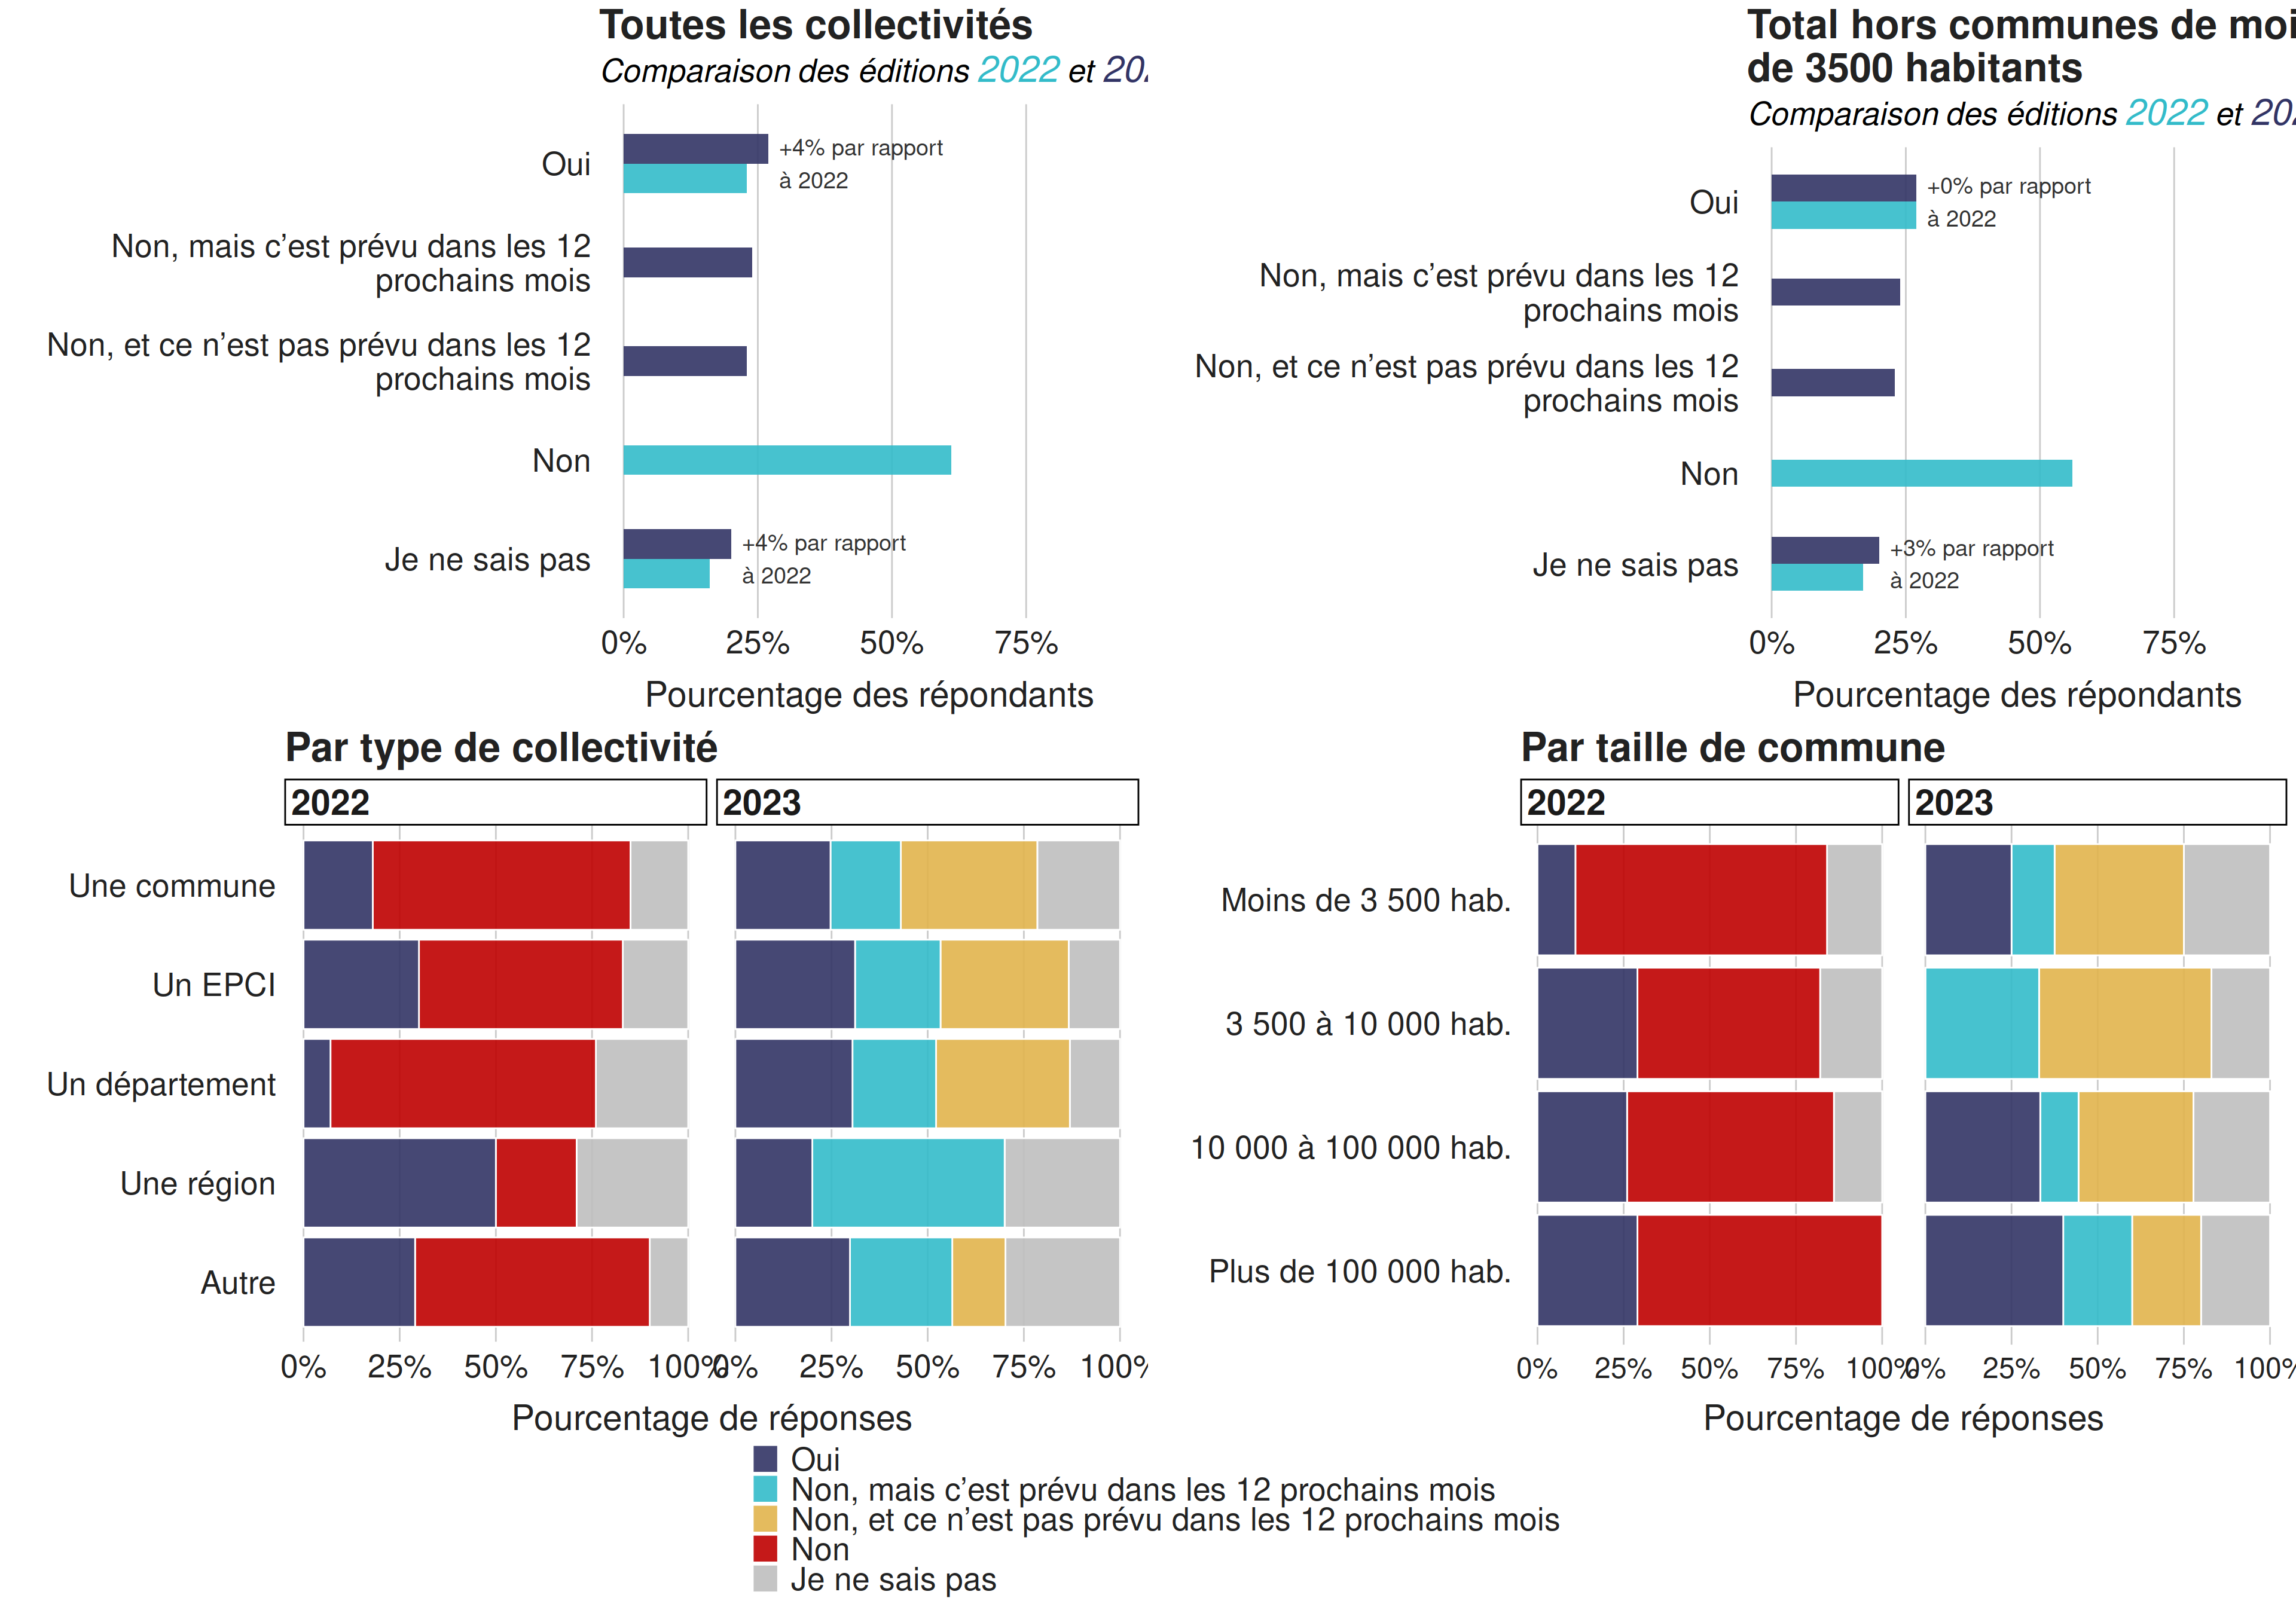 Toutes les collectivités
Comparaison des éditions 2022 et
Oui
+4% par rapport
à 2022
Non, mais c’est prévu dans les 12
prochains mois
Non, et ce n’est pas prévu dans les 12
prochains mois
Non
Je ne sais pas
+4% par rapport
à 2022
0% 25% 50% 75%
Pourcentage des répondants
Total hors communes de
de 3500 habitants
Comparaison des éditions 2022 et
Oui
+0% par rapport
à 2022
Non, mais c’est prévu dans les 12
prochains mois
Non, et ce n’est pas prévu dans les 12
prochains mois
Non
Je ne sais pas
+3% par rapport
à 2022
0% 25% 50% 75%
Pourcentage des répondants
Par type de collectivité
2022 2023
Une commune
Un EPCI
Un département
Une région
Autre
0% 25% 50% 75% 100% 0% 25% 50% 75% 100%
Pourcentage de réponses
Par taille de commune
2022 2023
Moins de 3 500 hab.
3 500 à 10 000 hab.
10 000 à 100 000 hab.
Plus de 100 000 hab.
0% 25% 50% 75% 100% 0% 25% 50% 75% 100%
Pourcentage de réponses
Oui
Non, mais c’est prévu dans les 12 prochains mois
Non, et ce n’est pas prévu dans les 12 prochains mois
Non
Je ne sais pas